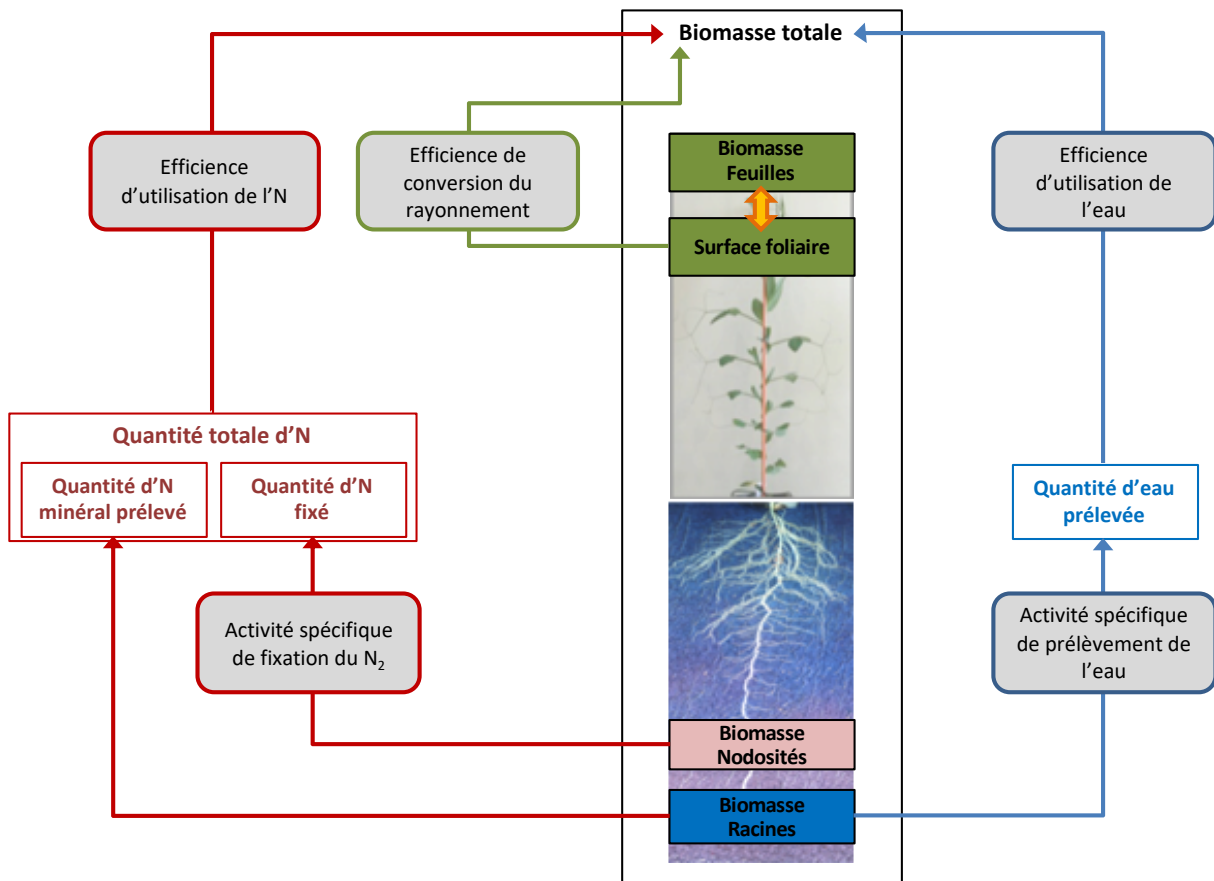 Biomasse totale
Efficience
d’utilisation de l’N
Efficience de
conversion du
rayonnement
Biomasse
Feuilles
Surface foliaire
Efficience
d’utilisation de
l’eau
Quantité totale d’N
Quantité d’N
minéral prélevé
Quantité d’N
fixé
Quantité d’eau
prélevée
Activité spécifique
de fixation du N₂
Activité spécifique
de prélèvement de
l’eau
Biomasse
Nodosités
Biomasse
Racines